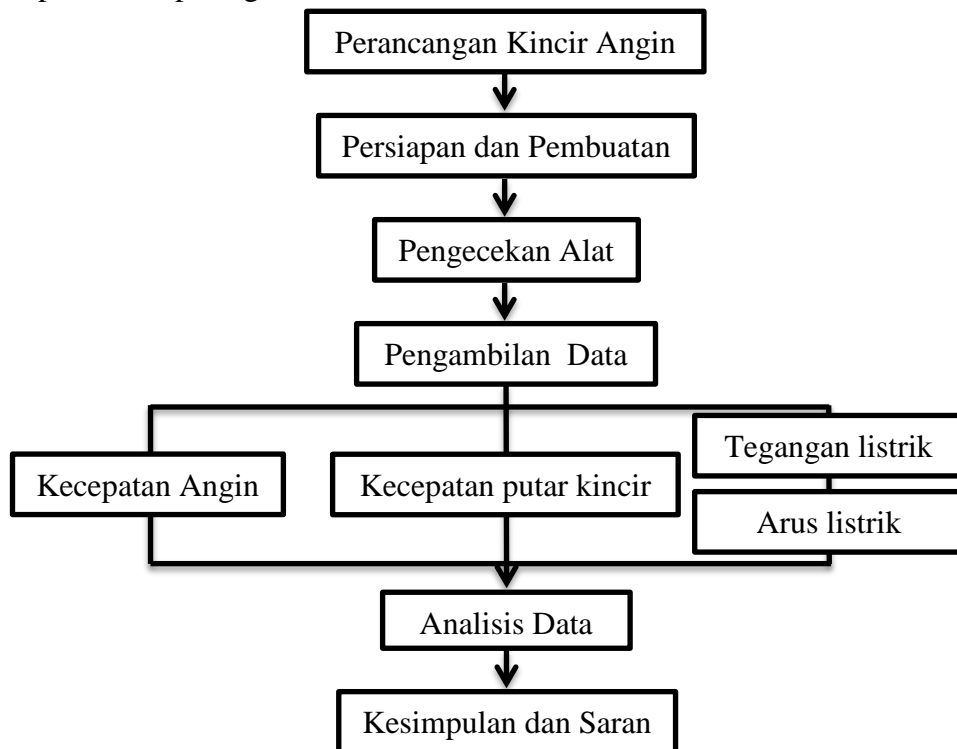 Perancangan Kincir Angin
Persiapan dan Pembuatan
Pengecekan Alat
Pengambilan Data
Tegangan listrik
Kecepatan Angin
Kecepatan putar kincir
Arus listrik
Analisis Data
Kesimpulan dan Saran